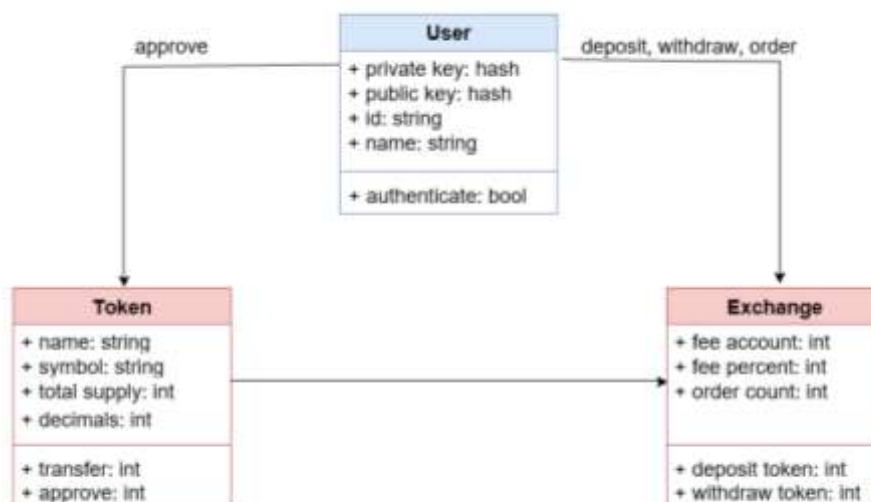 approve
deposit, withdraw, order
User
+ private key: hash
+ public key: hash
+ id: string
+ name: string
+ authenticate: bool
Token
+ name: string
+ symbol: string
+ total supply: int
+ decimals: int
+ transfer: int
+ approve: int
Exchange
+ fee account: int
+ fee percent: int
+ order count: int
+ deposit token: int
+ withdraw token: int